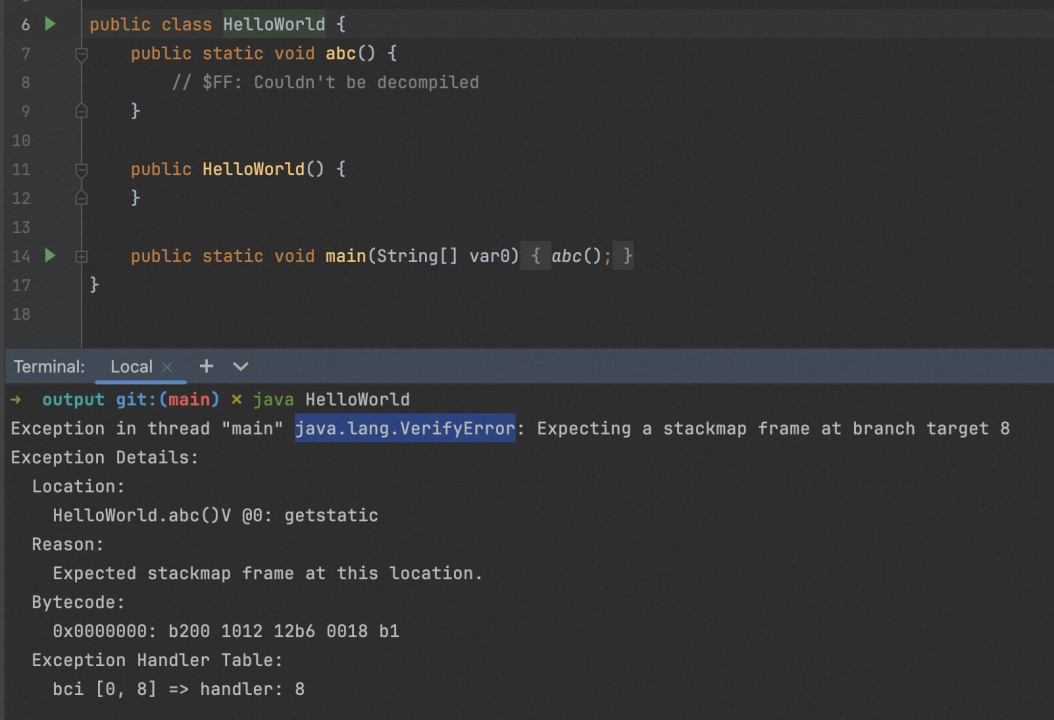 6 public class HelloWorld {
7 public static void abc() {
8 // $FF: Couldn't be decompiled
9 }
10
11 public HelloWorld() {
12 }
13
14 public static void main(String[] var0) { abc(); }
17 }
18
Terminal: Local × +
→ output git:(main) × java HelloWorld
Exception in thread "main" java.lang.VerifyError: Expecting a stackmap frame at branch target 8
Exception Details:
Location:
HelloWorld.abc()V @0: getstatic
Reason:
Expected stackmap frame at this location.
Bytecode:
0x0000000: b200 1012 12b6 0018 b1
Exception Handler Table:
bci [0, 8] => handler: 8